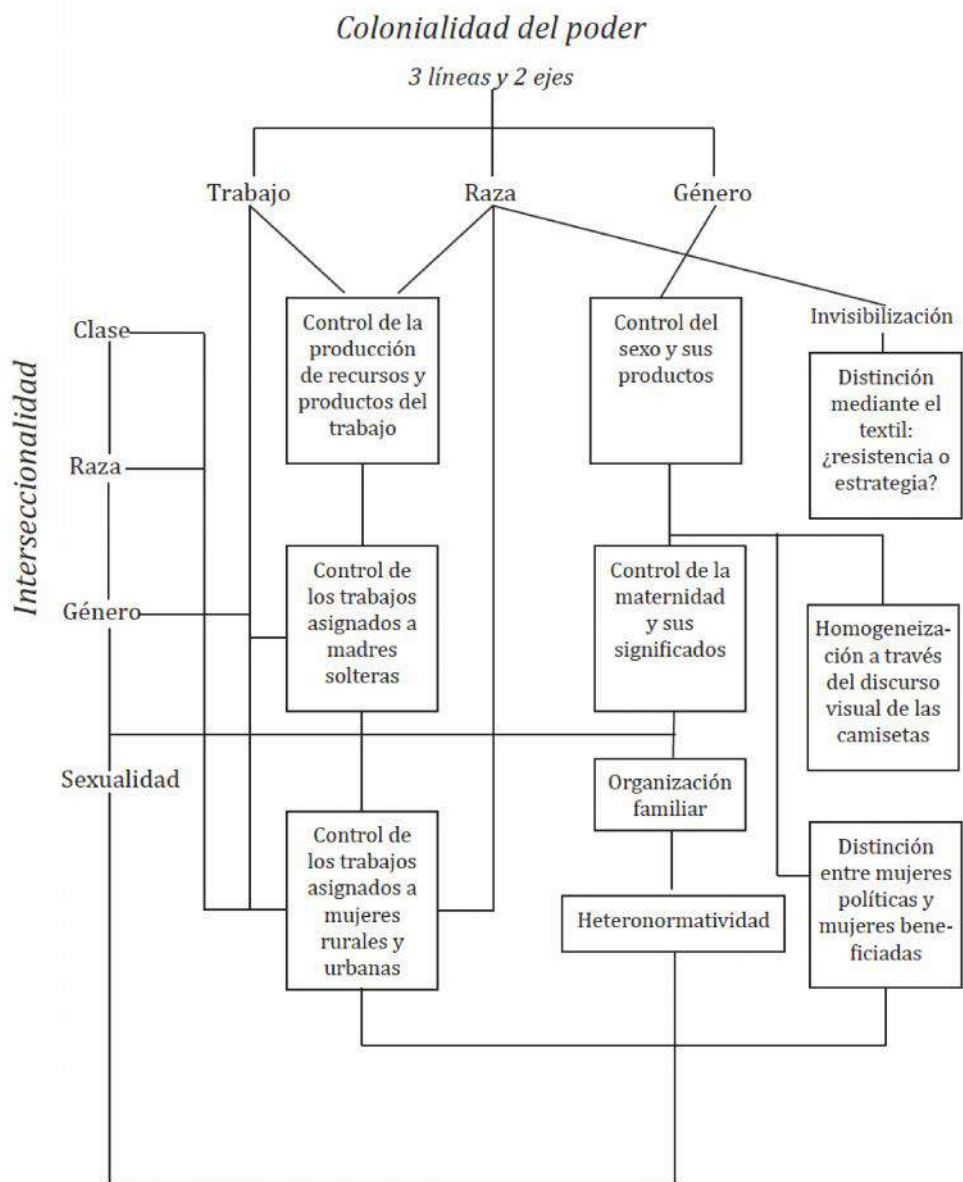 Colonialidad del poder
3 líneas y 2 ejes
Trabajo
Raza
Género
Interseccionalidad
Clase
Raza
Género
Sexualidad
Control de la
producción
de recursos y
productos del
trabajo
Control del
sexo y sus
productos
Invisibilización
Distinción
mediante el
textil:
¿resistencia o
estrategia?
Control de
los trabajos
asignados a
madres
solteras
Control de la
maternidad
y sus
significados
Homogeneiza-
ción a través
del discurso
visual de las
camisetas
Organización
familiar
Control de
los trabajos
asignados a
mujeres
rurales y
urbanas
Heteronormatividad
Distinción
entre mujeres
políticas y
mujeres bene-
ficiadas